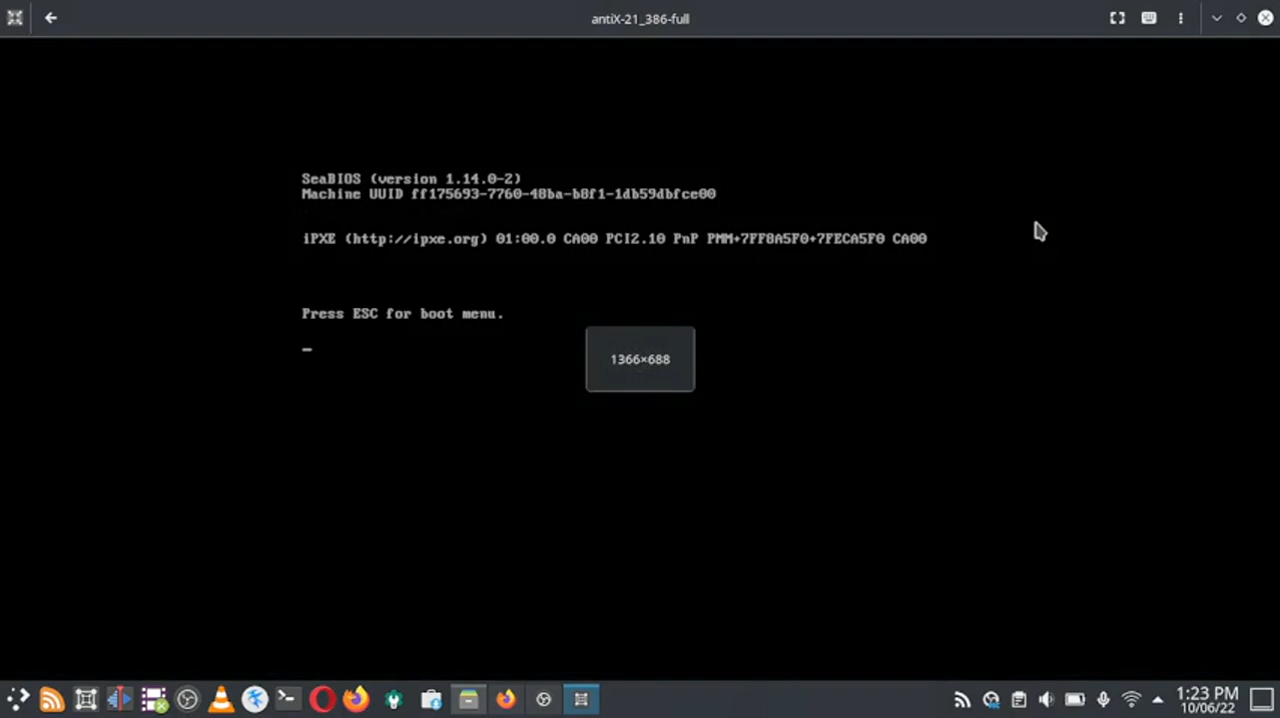 antiX-21_386-full
SeaBIOS (version 1.14.0-2)
Machine UUID ff175693-7760-48ba-b8f1-1db59dbfce00
iPXE (http://ipxe.org) 01:00.0 CA00 PCI2.10 PnP PMM+7FF8A5F0+7FECA5F0 CA00
Press ESC for boot menu.
1366×688
1:23 PM
10/06/22